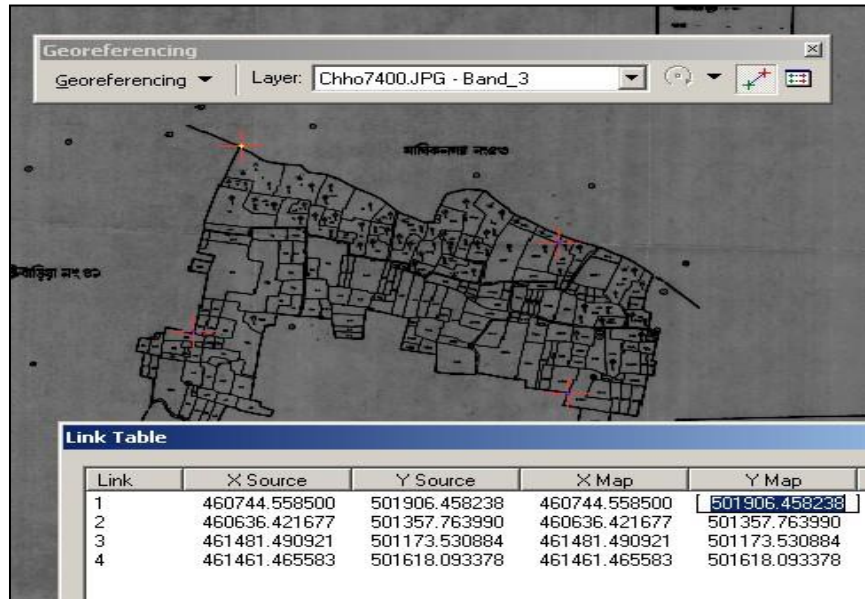 Georeferencing
Georeferencing Layer: Chho7400.JPG - Band_3
মানিকনগর নং ৫৩
Link Table
Link X Source Y Source X Map Y Map
1 460744.558500 501906.458238 460744.558500 501906.458238
2 460636.421677 501357.763990 460636.421677 501357.763990
3 461481.490921 501173.530884 461481.490921 501173.530884
4 461461.465583 501618.093378 461461.465583 501618.093378